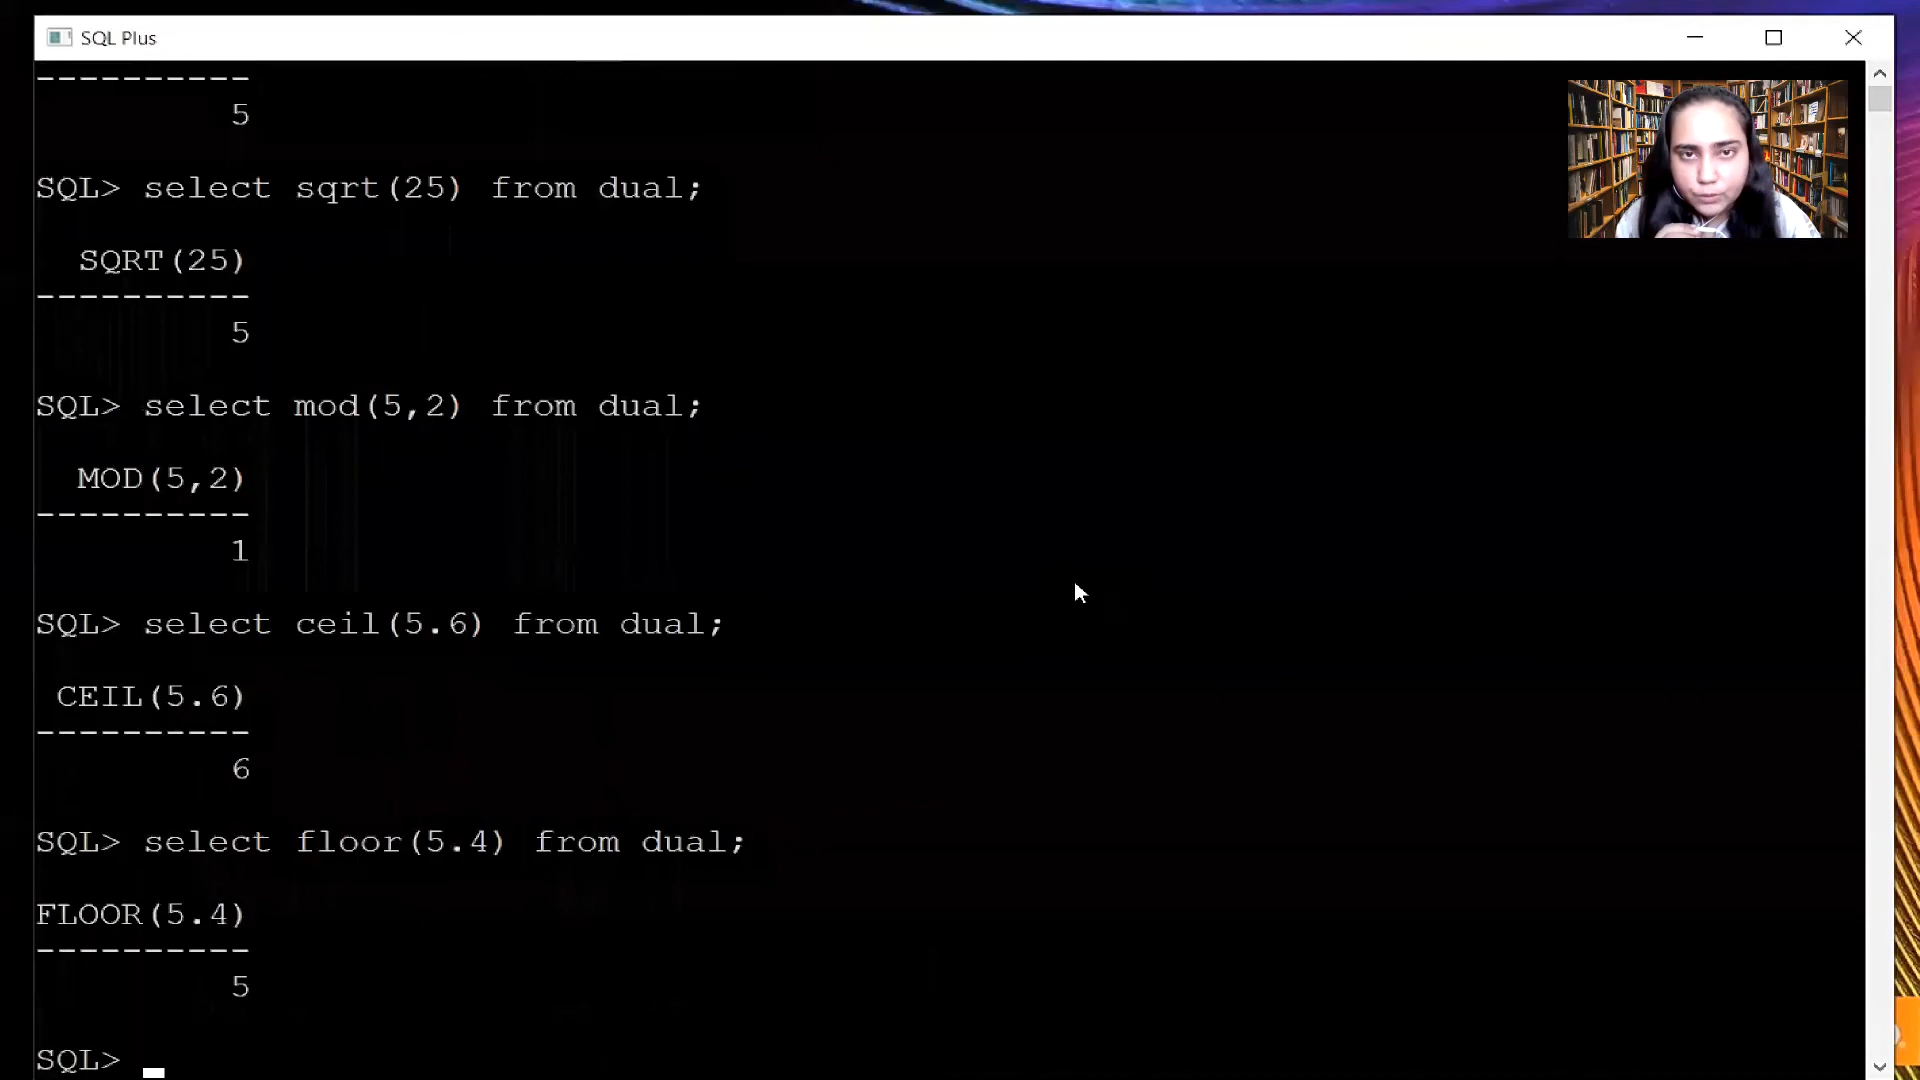 SQL Plus
----------
5
SQL> select sqrt(25) from dual;
SQRT(25)
----------
5
SQL> select mod(5,2) from dual;
MOD(5,2)
----------
1
SQL> select ceil(5.6) from dual;
CEIL(5.6)
----------
6
SQL> select floor(5.4) from dual;
FLOOR(5.4)
----------
5
SQL>